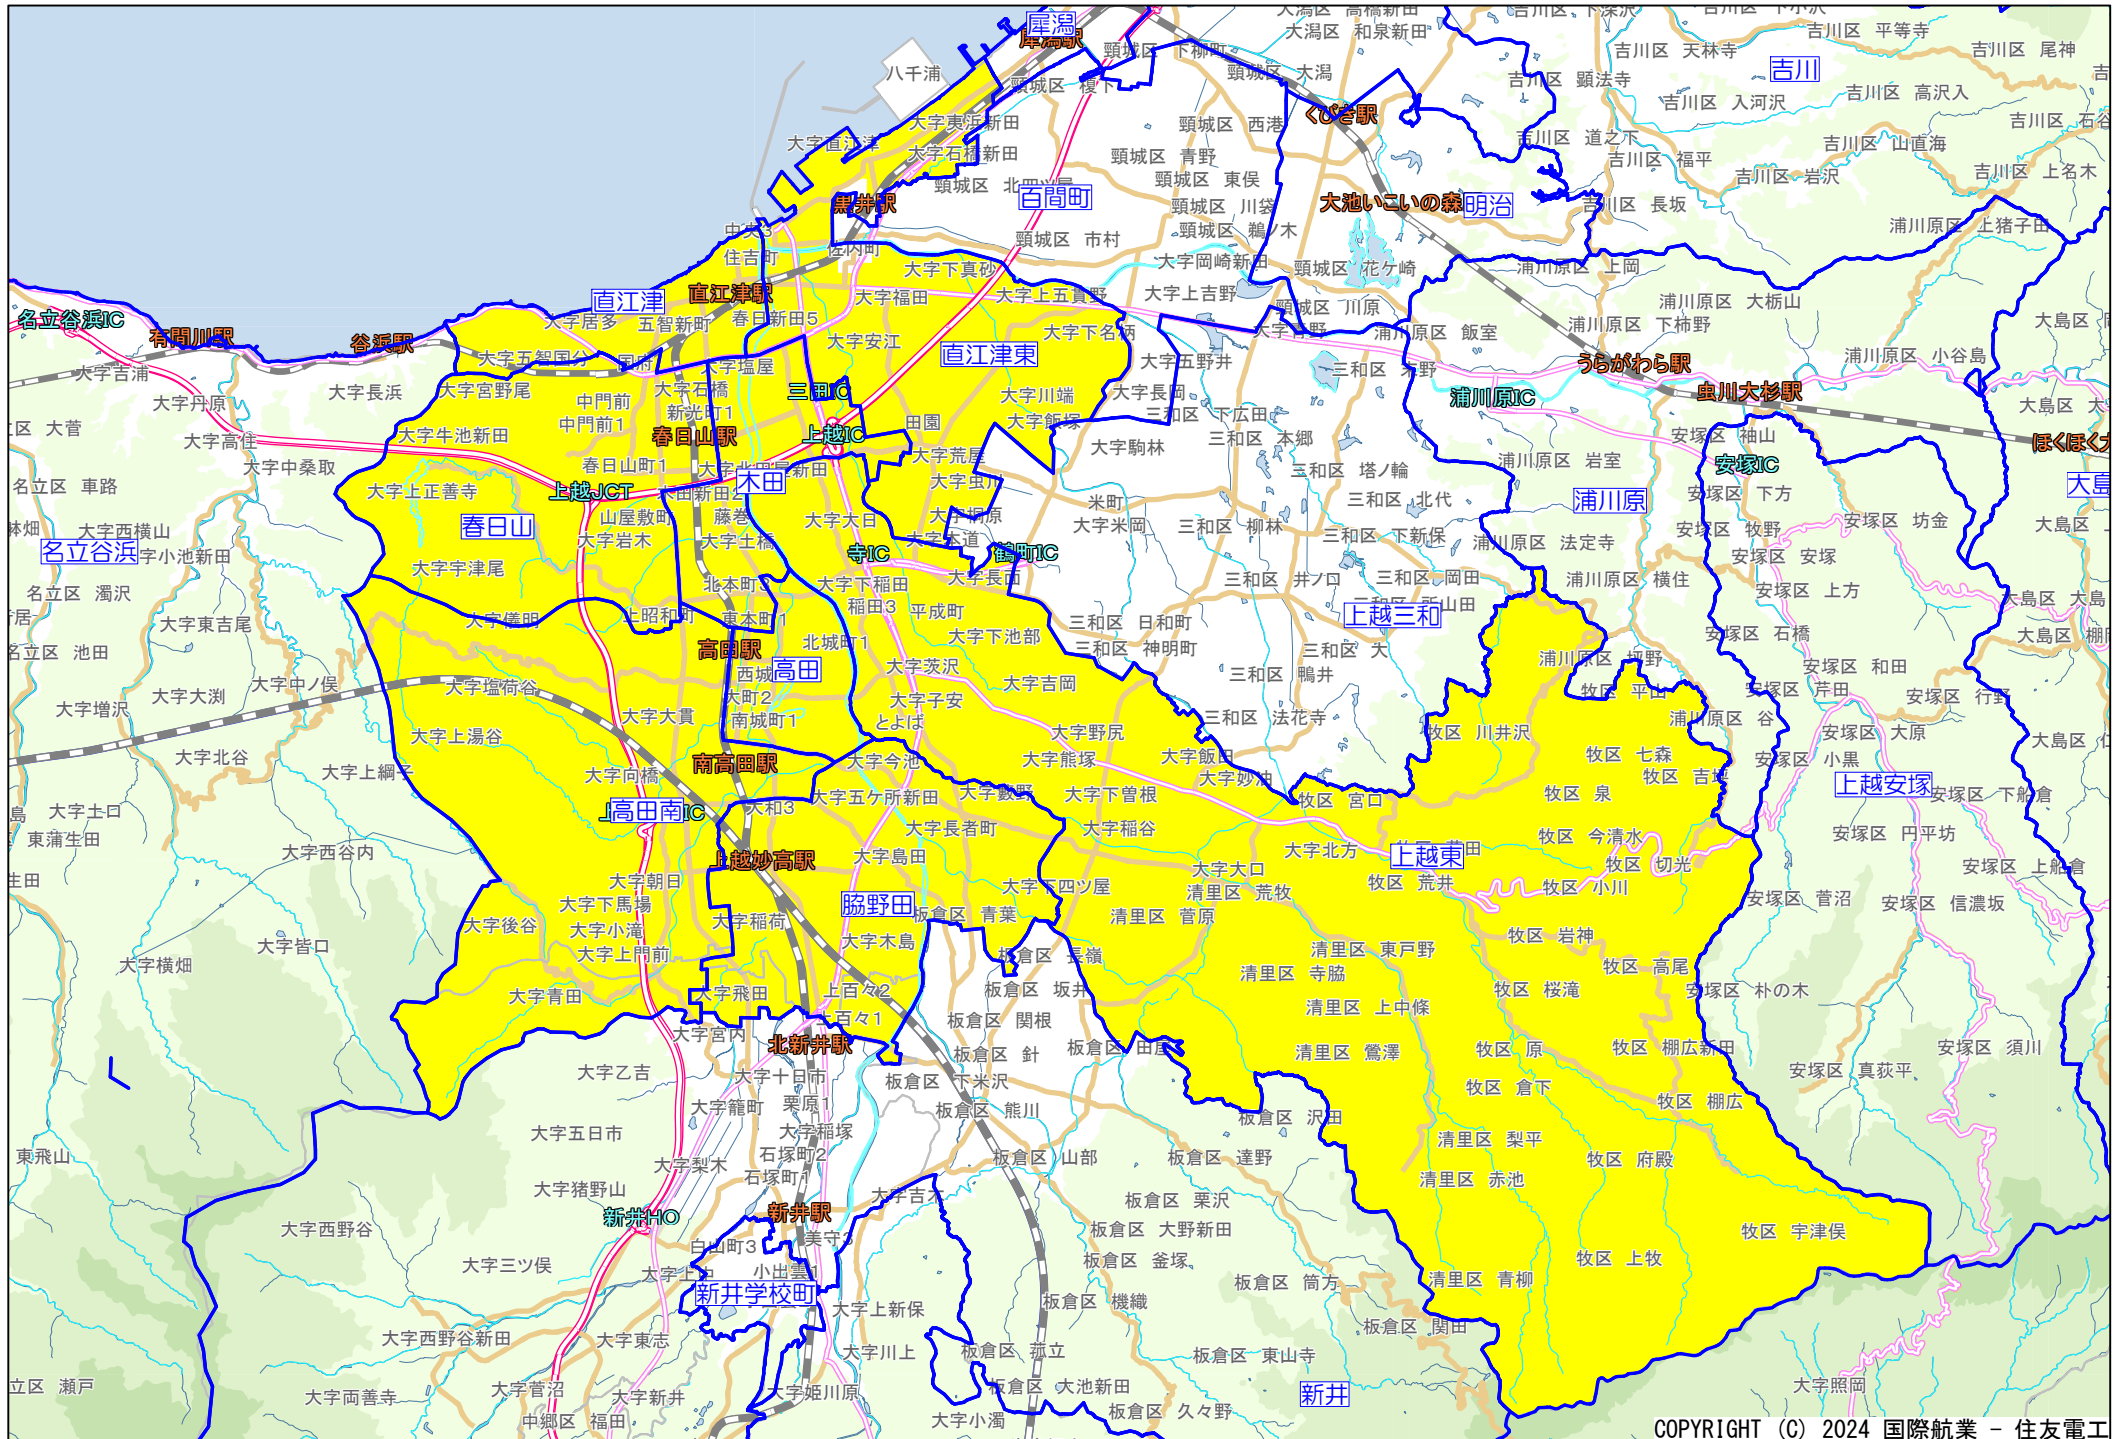 犀潟
犀潟駅
大潟区 高橋新田
大潟区 和泉新田
吉川区 下深沢
吉川区 下小沢
吉川区 平等寺
吉川区 尾神
吉川区 天林寺
吉川
頸城区 下柳町
頸城区 大潟
八千浦
頸城区 榎下
吉川区 顕法寺
吉川区 入河沢
吉川区 高沢入
くびき駅
頸城区 西港
大字夷浜新田
吉川区 道之下
吉川区 山直海
吉川区 石谷
大字直江津
大字石橋新田
頸城区 青野
吉川区 福平
吉川区 岩沢
吉川区 上名木
頸城区 東俣
百間町
黒井駅
頸城区 川袋
大池いこいの森
明治
吉川区 長坂
中央3
頸城区 鵜ノ木
頸城区 市村
浦川原区 上猪子田
住吉町
佐内町
大字下真砂
大字岡崎新田
頸城区 花ケ崎
浦川原区 上岡
直江津
直江津駅
大字福田
大字上五貫野
大字上吉野
頸城区 川原
浦川原区 大栃山
名立谷浜IC
有間川駅
谷浜駅
大字居多
五智新町
春日新田5
大字安江
直江津東
大字下名柄
大字青野
浦川原区 飯室
浦川原区 下柿野
大字五智国分
国府1
大字塩屋
大字吉浦
大字長浜
大字宮野尾
大字石橋
三田IC
大字川端
大字五野井
大字長岡
三和区 末野
うらがわら駅
浦川原区 小谷島
浦川原IC
虫川大杉駅
大字丹原
中門前
中門前1
新光町1
田園
大字飯塚
三和区 下広田
大字高住
大字牛池新田
春日山駅
上越IC
大字荒屋
大字駒林
三和区 本郷
安塚区 袖山
ほくほく大
大字中桑取
春日山町1
大字虫川
三和区 塔ノ輪
浦川原区 岩室
安塚IC
名立区 車路
大字上正善寺
上越JCT
木田新田2
木田
大島
三和区 北代
浦川原
安塚区 下方
大字西横山
春日山
山屋敷町
藤巻
大字大日
大字桐原
米町
大字米岡
三和区 柳林
安塚区 牧野
安塚区 坊金
名立谷浜
大字岩木
大字土橋
寺IC
大字本道
鶴町IC
三和区 下新保
浦川原区 法定寺
安塚区 安塚
大字宇津尾
北本町3
大字下稲田
大字長面
三和区 井ノ口
三和区 岡田
浦川原区 横住
安塚区 上方
名立区 濁沢
大字東吉尾
大字儀明
上昭和町
東本町1
稲田3
平成町
三和区 日和町
上越三和
大島区 大島
名立区 池田
高田駅
北城町1
大字下池部
三和区 神明町
安塚区 石橋
大字大渕
大字中ノ俣
大字塩荷谷
高田
大字茨沢
大字吉岡
三和区 鴨井
浦川原区 坪野
安塚区 和田
大字増沢
大町2
大字子安
牧区 平山
安塚区 芹田
安塚区 行野
大字大貫
南城町1
とよば
三和区 法花寺
浦川原区 谷
大字北谷
大字上湯谷
大字野尻
牧区 川井沢
安塚区 大原
大字上綱子
大字向橋
南高田駅
大字今池
大字熊塚
大字飯田
大字妙油
牧区 七森
牧区 吉坪
安塚区 小黒
大字土口
高田南
大和3
大字五ケ所新田
大字藪野
大字下曽根
牧区 宮口
牧区 泉
上越安塚
安塚区 下船倉
東蒲生田
大字長者町
大字稲谷
牧区 今清水
安塚区 円平坊
大字西谷内
上越妙高駅
大字島田
大字北方
上越東
牧区 切光
安塚区 上船倉
大字朝日
大字下馬場
脇野田
大字下四ツ屋
大字大口
清里区 荒牧
牧区 荒井
牧区 小川
大字後谷
大字小滝
大字稲荷
板倉区 青葉
清里区 菅原
安塚区 菅沼
安塚区 信濃坂
大字皆口
大字上門前
大字木島
板倉区 長嶺
清里区 東戸野
牧区 岩神
大字横畑
清里区 寺脇
牧区 高尾
大字青田
大字飛田
上百々2
板倉区 坂井
清里区 上中條
牧区 桜滝
安塚区 朴の木
大字宮内
上百々1
板倉区 関根
北新井駅
板倉区 針
清里区 鶯澤
牧区 原
牧区 棚広新田
安塚区 須川
大字乙吉
大字十日市
板倉区 下米沢
牧区 倉下
安塚区 真荻平
大字籠町
栗原1
板倉区 熊川
板倉区 沢田
牧区 棚広
大字五日市
大字稲塚
石塚町2
清里区 梨平
東飛山
大字梨木
石塚町1
板倉区 山部
板倉区 達野
牧区 府殿
大字猪野山
大字吉木
板倉区 栗沢
清里区 赤池
新井HO
新井駅
大字西野谷
白山町3
美守3
板倉区 大野新田
牧区 宇津俣
大字三ツ俣
小出雲1
板倉区 釜塚
牧区 上牧
新井学校町
板倉区 筒方
清里区 青柳
大字上新保
板倉区 機織
板倉区 関田
大字西野谷新田
大字東志
大字川上
板倉区 菰立
板倉区 東山寺
立区 瀬戸
大字両善寺
大字菅沼
大字新井
大字姫川原
板倉区 大池新田
新井
大字照岡
中郷区 福田
大字小濁
板倉区 久々野
COPYRIGHT (C) 2024 国際航業 - 住友電工